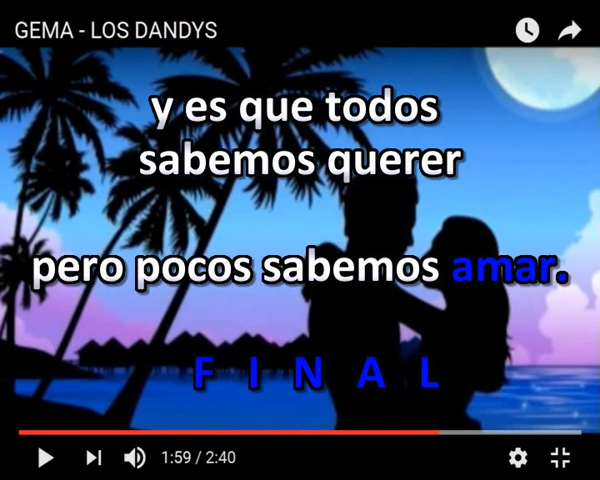 GEMA - LOS DANDYS
y es que todos
sabemos querer
pero pocos sabemos amar.
F I N A L
1:59 / 2:40